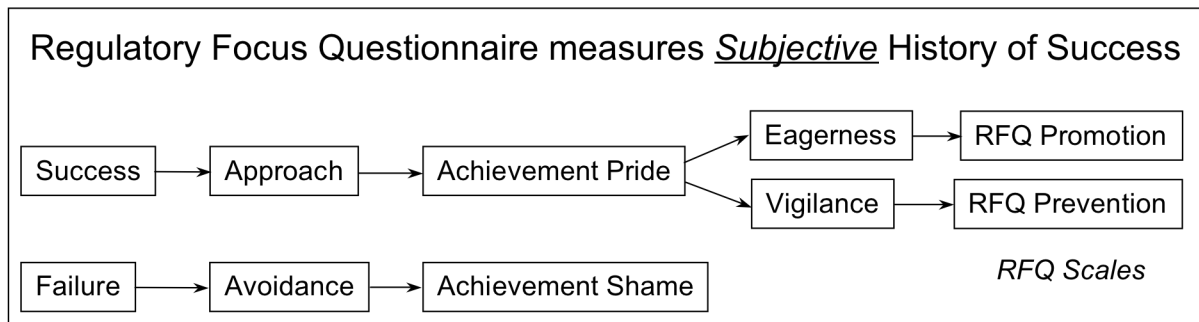 Regulatory Focus Questionnaire measures Subjective History of Success
Eagerness
RFQ Promotion
Success
Approach
Achievement Pride
Vigilance
RFQ Prevention
Failure
Avoidance
Achievement Shame
RFQ Scales